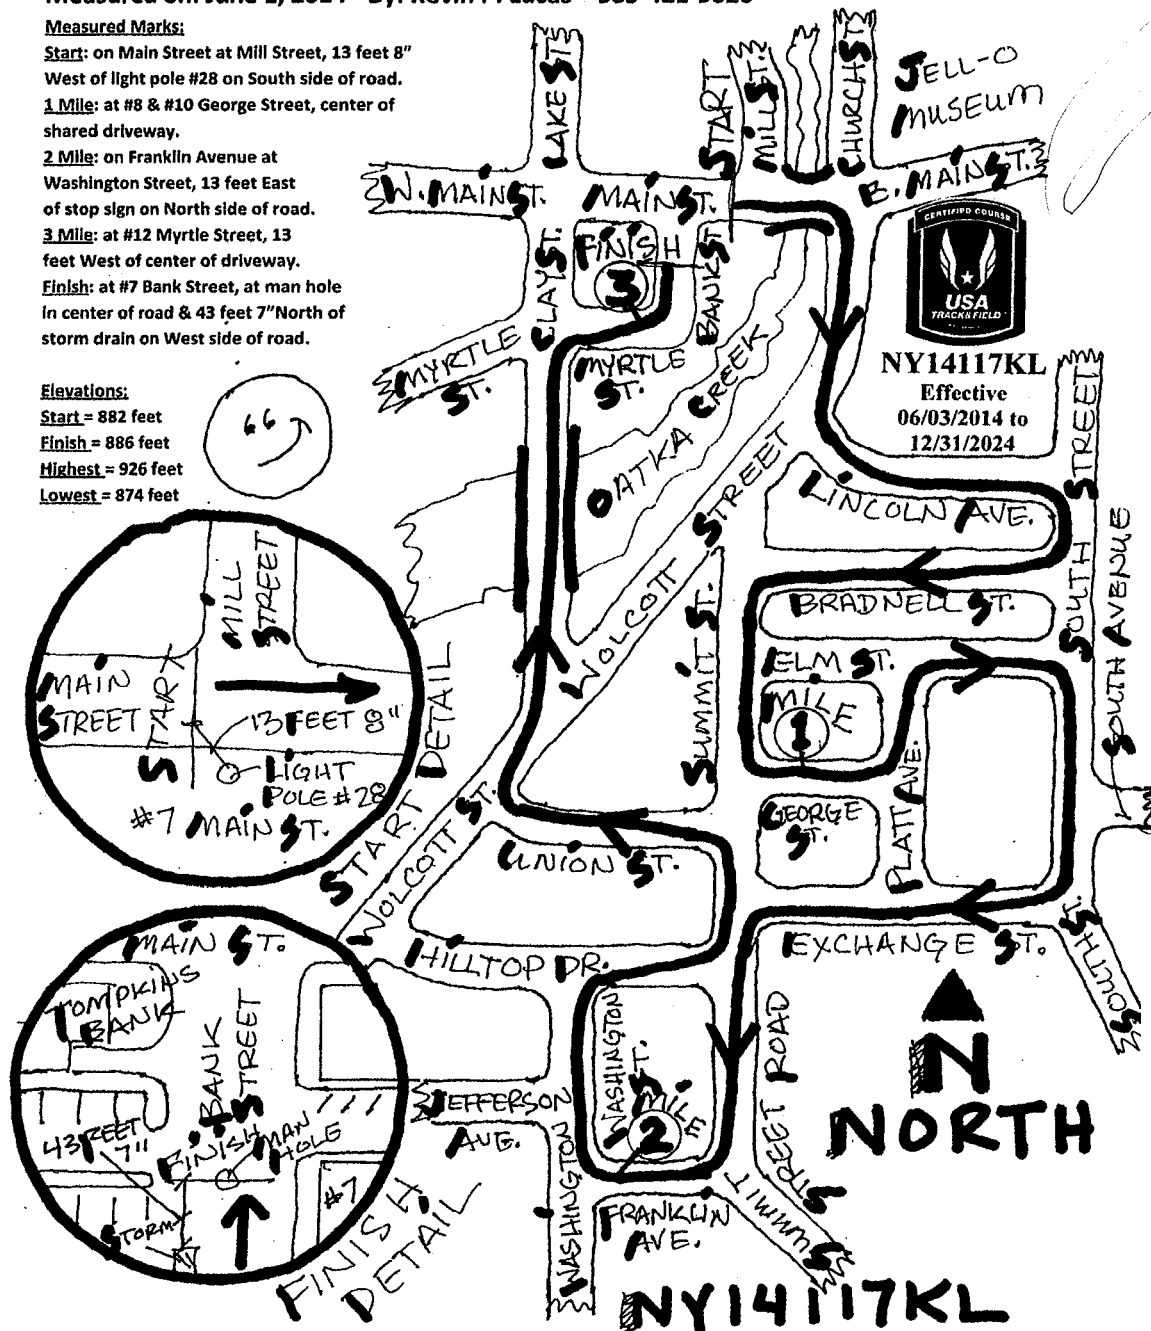 Measured Marks:
Start: on Main Street at Mill Street, 13 feet 8"
West of light pole #28 on South side of road.
1 Mile: at #8 & #10 George Street, center of
shared driveway.
2 Mile: on Franklin Avenue at
Washington Street, 13 feet East
of stop sign on North side of road.
3 Mile: at #12 Myrtle Street, 13
feet West of center of driveway.
Finish: at #7 Bank Street, at man hole
in center of road & 43 feet 7"North of
storm drain on West side of road.
Elevations:
Start = 882 feet
Finish = 886 feet
Highest = 926 feet
Lowest = 874 feet
LAKE ST.
START
MILL ST.
CHURCH ST.
JELL-O
MUSEUM
W. MAIN ST.
MAIN ST.
E. MAIN ST.
CLAY ST.
FINISH
3
BANK ST.
MYRTLE
ST.
MYRTLE
ST.
OATKA CREEK
CERTIFIED COURSE
USA
TRACK & FIELD
NY14117KL
Effective
06/03/2014 to
12/31/2024
WOLCOTT STREET
LINCOLN AVE.
SOUTH STREET
SOUTH AVENUE
BRADNELL ST.
SUMMIT ST.
ELM ST.
MILE
1
PLATT AVE.
GEORGE
ST.
UNION ST.
WOLCOTT ST.
HILLTOP DR.
EXCHANGE ST.
SOUTH ST.
MILL
STREET
MAIN
STREET
START
13 FEET 8"
LIGHT
POLE #28
#7 MAIN ST.
START
DETAIL
MAIN ST.
TOMPKINS
BANK
BANK
STREET
43 FEET
7"
FINISH
MAN
HOLE
STORM
#7
FINISH
DETAIL
JEFFERSON
AVE.
WASHINGTON
ST.
MILE
2
WASHINGTON
FRANKLIN
AVE.
SUMMIT
STREET ROAD
N
NORTH
NY14117KL